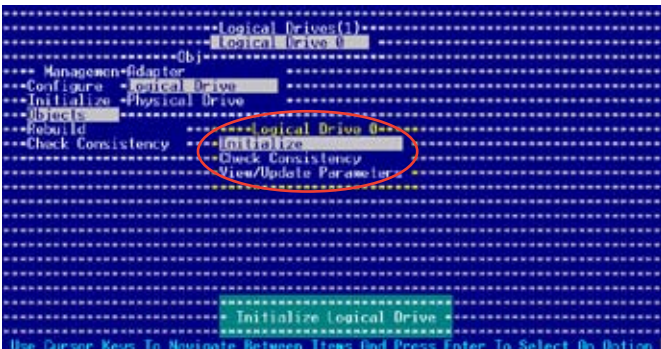 Logical Drives(1)
Logical Drive 0
Obj
Managemen
Adapter
Configure
Logical Drive
Initialize
Physical Drive
Objects
Rebuild
Logical Drive 0
Check Consistency
Initialize
Check Consistency
View/Update Parameters
Initialize Logical Drive
Use Cursor Keys To Navigate Between Items And Press Enter To Select An Option